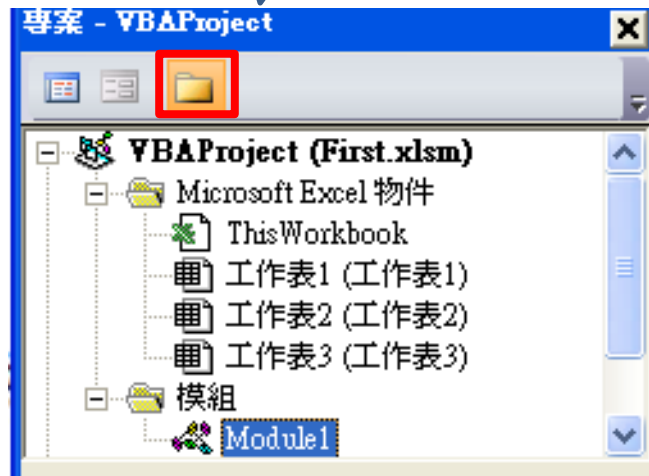 專案 - VBAProject
VBAProject (First.xlsm)
Microsoft Excel 物件
ThisWorkbook
工作表1 (工作表1)
工作表2 (工作表2)
工作表3 (工作表3)
模組
Module1